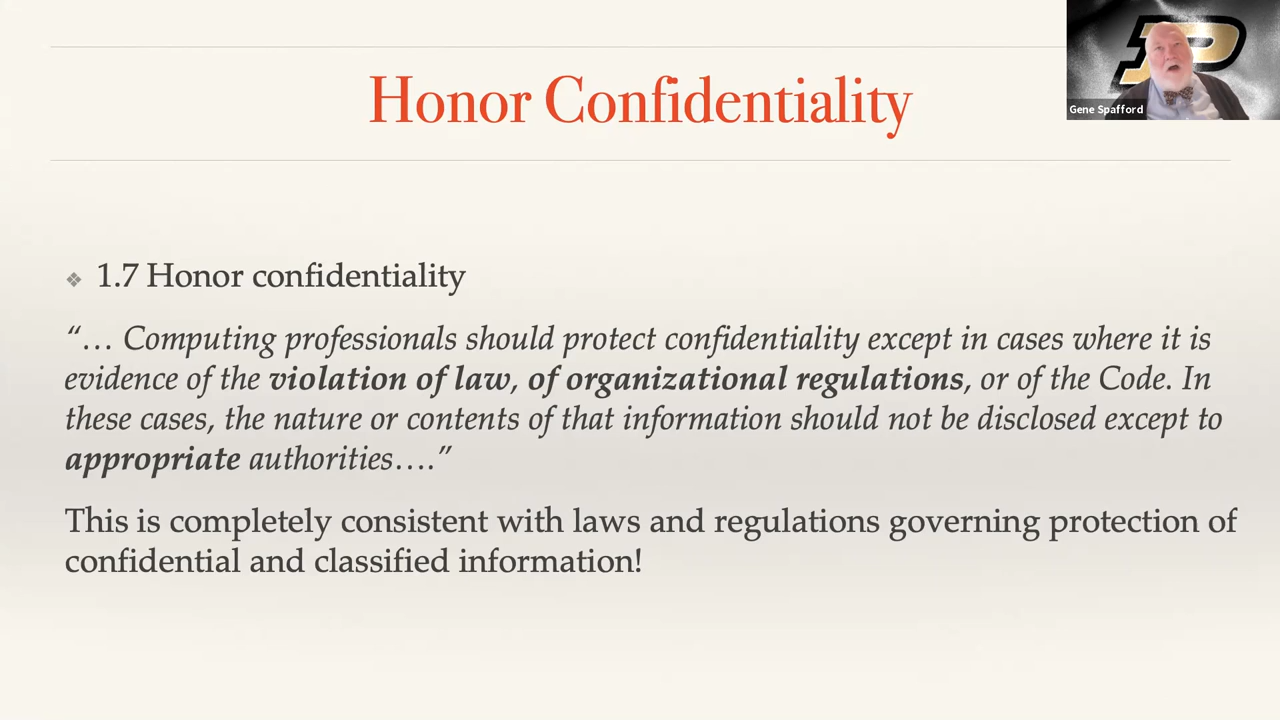 Honor Confidentiality
Gene Spafford
❖ 1.7 Honor confidentiality
“… Computing professionals should protect confidentiality except in cases where it is
evidence of the violation of law, of organizational regulations, or of the Code. In
these cases, the nature or contents of that information should not be disclosed except to
appropriate authorities….”
This is completely consistent with laws and regulations governing protection of
confidential and classified information!